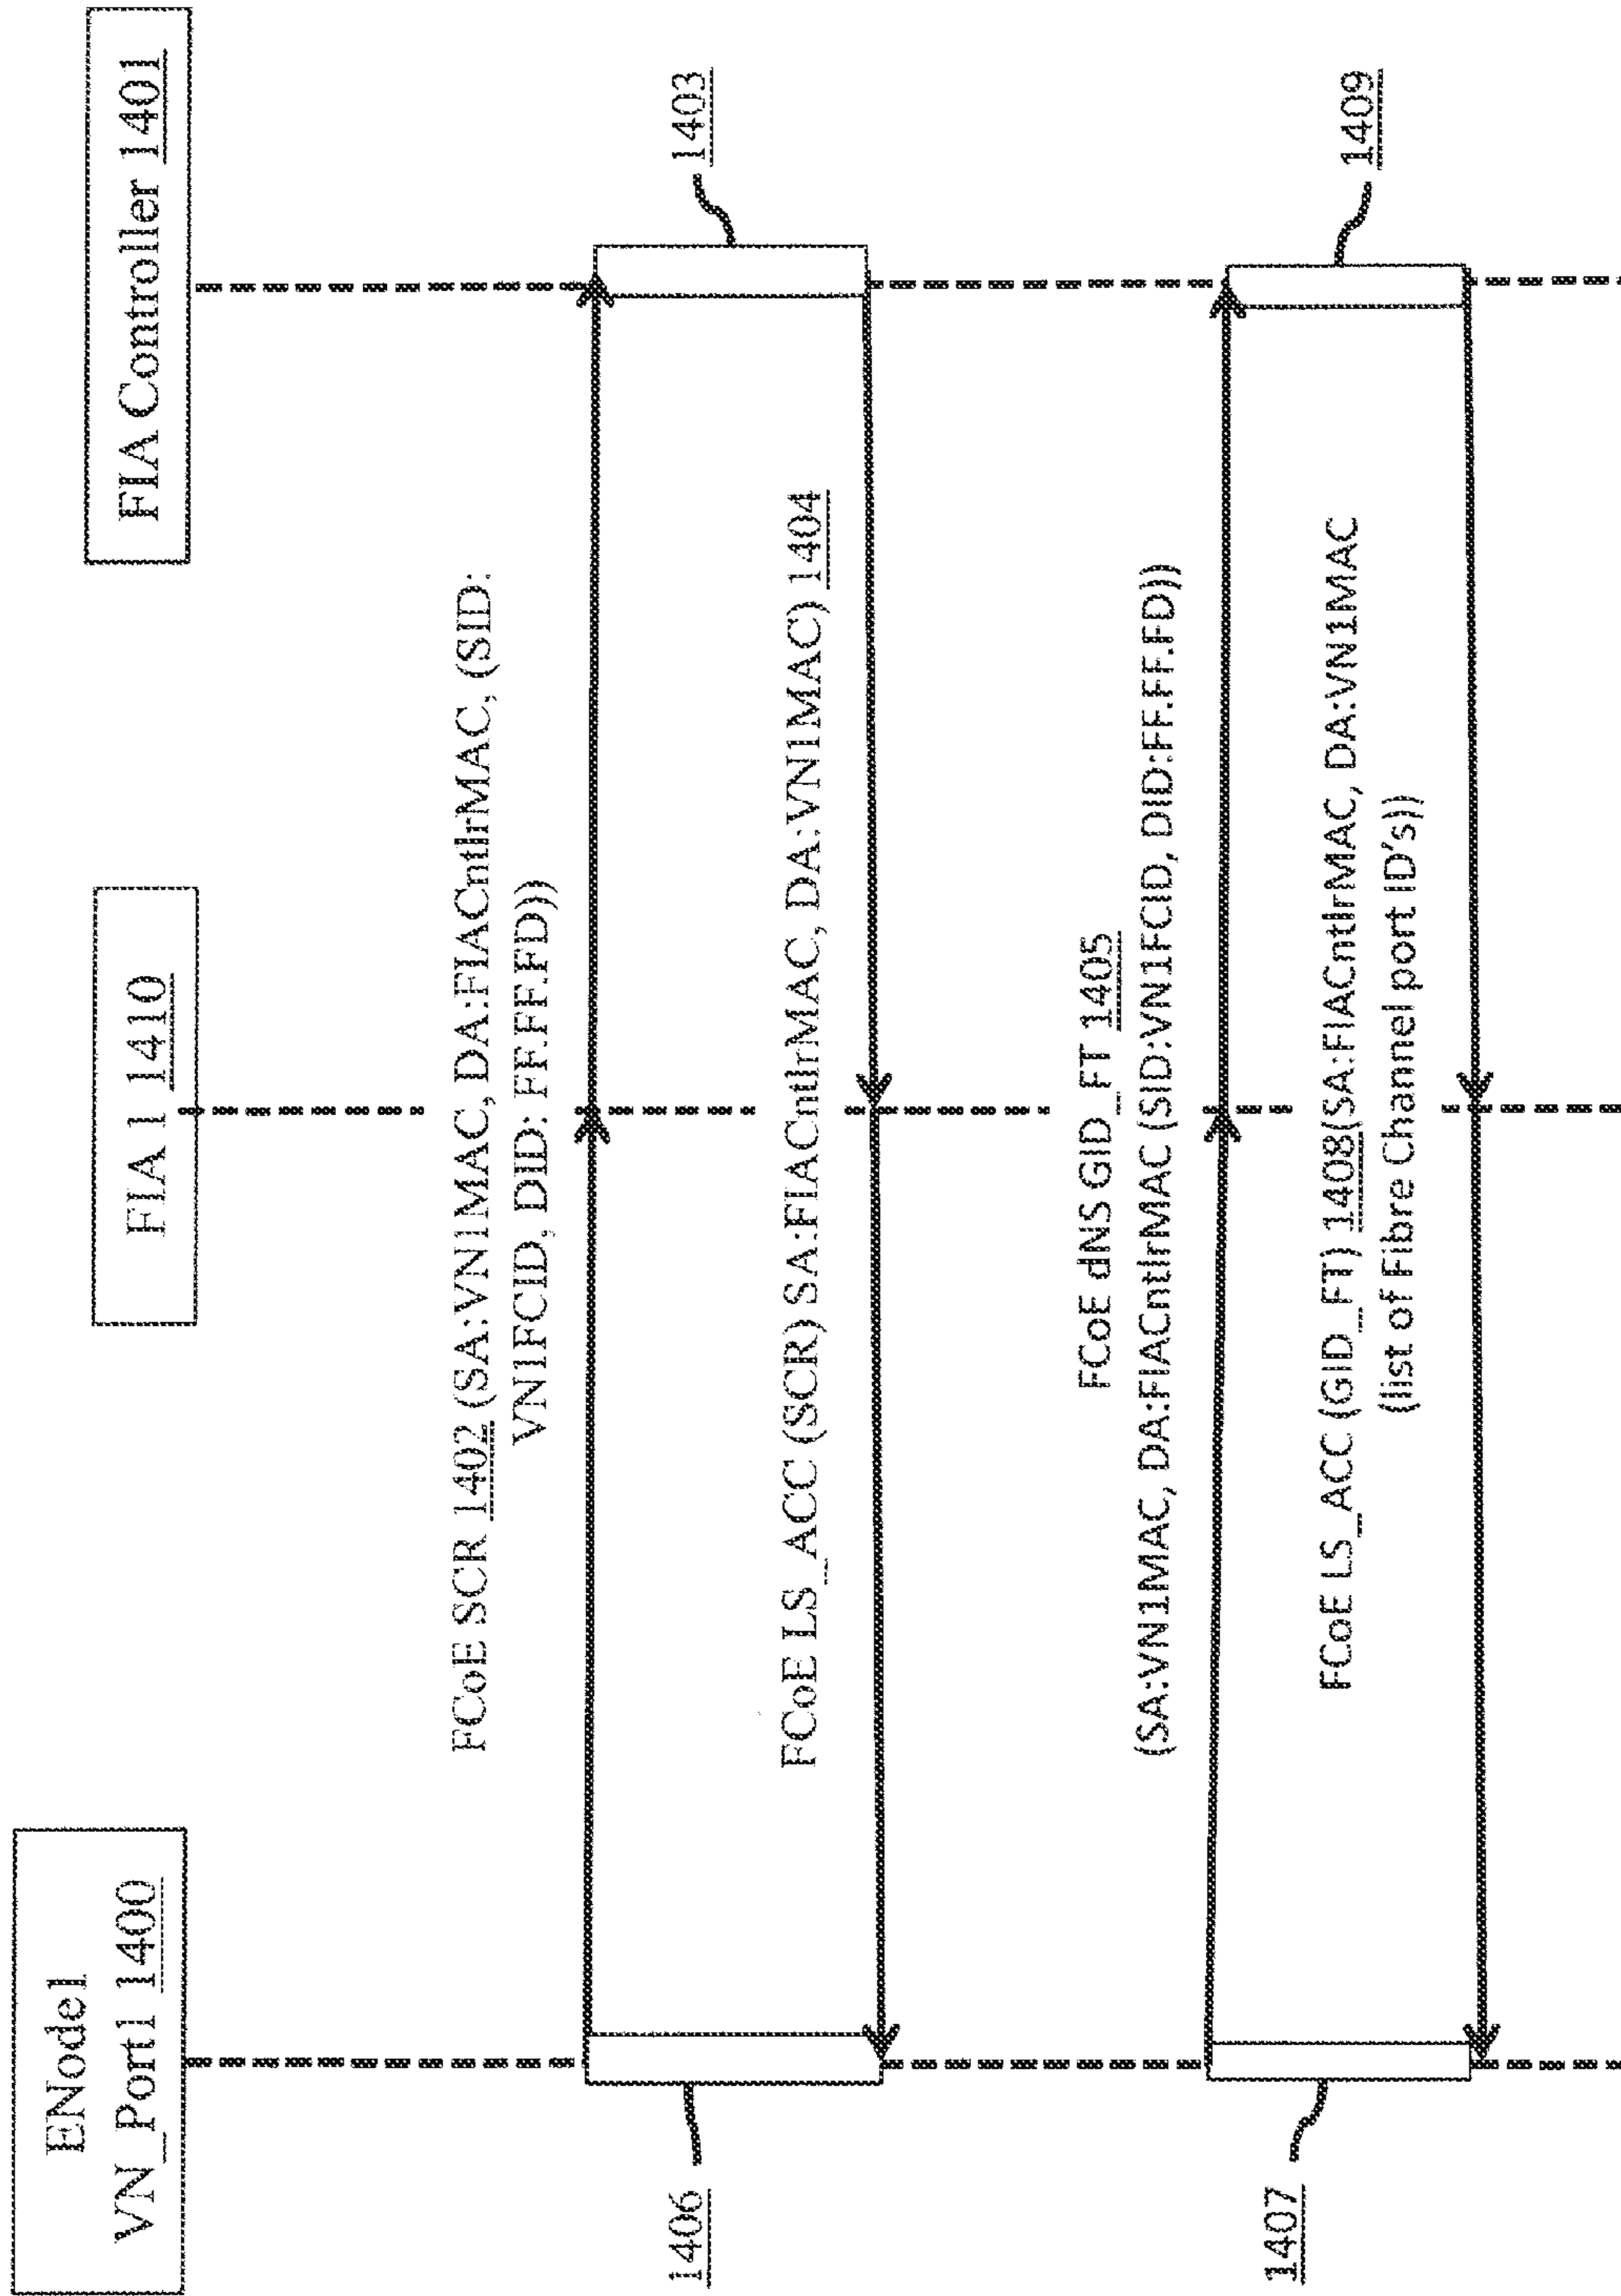 ENode1
VN_Port1 1400
FIA 1 1410
FIA Controller 1401
FCoE SCR 1402 (SA:VN1MAC, DA:FIACntlrMAC, (SID:
VN1FCID, DID: FF.FF.FD))
1406
1403
FCoE LS_ACC (SCR) SA:FIACntlrMAC, DA:VN1MAC) 1404
FCoE dNS GID_FT 1405
(SA:VN1MAC, DA:FIACntlrMAC (SID:VN1FCID, DID:FF.FF.FD))
1407
1409
FCoE LS_ACC (GID_FT) 1408(SA:FIACntlrMAC, DA:VN1MAC
(list of Fibre Channel port ID's))